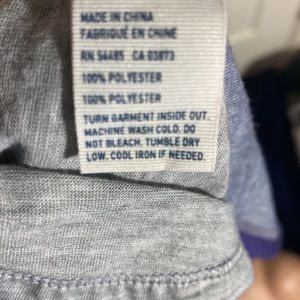 MADE IN CHINA
FABRIQUÉ EN CHINE
RN 54485 CA 03873
100% POLYESTER
100% POLYESTER
TURN GARMENT INSIDE OUT.
MACHINE WASH COLD. DO
NOT BLEACH. TUMBLE DRY
LOW. COOL IRON IF NEEDED.